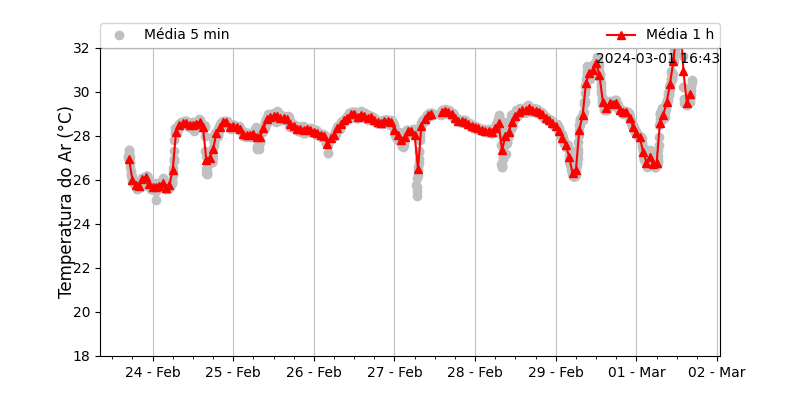 Média 5 min
Média 1 h
2024-03-01 16:43
Temperatura do Ar (°C)
32
30
28
26
24
22
20
18
24 - Feb
25 - Feb
26 - Feb
27 - Feb
28 - Feb
29 - Feb
01 - Mar
02 - Mar